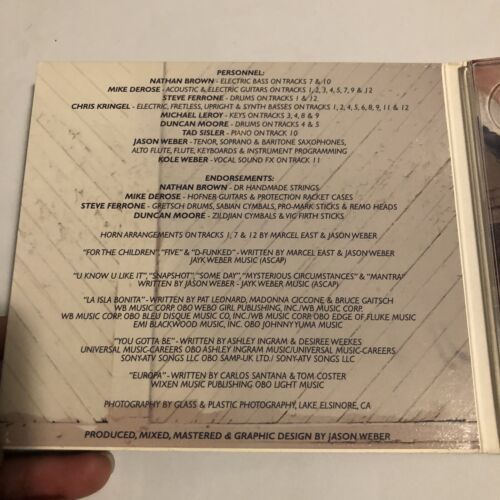 PERSONNEL:
NATHAN BROWN - ELECTRIC BASS ON TRACKS 7 & 10
MIKE DEROSE - ACOUSTIC & ELECTRIC GUITARS ON TRACKS 1, 2, 3, 4, 5, 7, 9 & 12
STEVE FERRONE - DRUMS ON TRACKS 1 & 12
CHRIS KRINGEL - ELECTRIC, FRETLESS, UPRIGHT & SYNTH BASSES ON TRACKS 1, 2, 4, 5, 6, 8, 9, 11 & 12
MICHAEL LEROY - KEYS ON TRACKS 3, 4, 8 & 9
DUNCAN MOORE - DRUMS ON TRACKS 4 & 5
TAD SISLER - PIANO ON TRACK 10
JASON WEBER - TENOR, SOPRANO & BARITONE SAXOPHONES,
ALTO FLUTE, FLUTE, KEYBOARDS & INSTRUMENT PROGRAMMING
KOLE WEBER - VOCAL SOUND FX ON TRACK 11
ENDORSEMENTS:
NATHAN BROWN - DR HANDMADE STRINGS
MIKE DEROSE - HOFNER GUITARS & PROTECTION RACKET CASES
STEVE FERRONE - GRETSCH DRUMS, SABIAN CYMBALS, PRO-MARK STICKS & REMO HEADS
DUNCAN MOORE - ZILDJIAN CYMBALS & VIC FIRTH STICKS
HORN ARRANGEMENTS ON TRACKS 1, 7 & 12 BY MARCEL EAST & JASON WEBER
"FOR THE CHILDREN", "FIVE" & "D-FUNKED" - WRITTEN BY MARCEL EAST & JASON WEBER
JAYK WEBER MUSIC (ASCAP)
"U KNOW U LIKE IT", "SNAPSHOT", "SOME DAY", "MYSTERIOUS CIRCUMSTANCES" & "MANTRA"
WRITTEN BY JASON WEBER - JAYK WEBER MUSIC (ASCAP)
"LA ISLA BONITA" - WRITTEN BY PAT LEONARD, MADONNA CICCONE & BRUCE GAITSCH
WB MUSIC CORP. OBO WEBO GIRL PUBLISHING, INC./WB MUSIC CORP.
WB MUSIC CORP. OBO BLEU DISQUE MUSIC CO, INC./WB MUSIC CORP/OBO EDGE OF FLUKE MUSIC
EMI BLACKWOOD MUSIC, INC. OBO JOHNNYYUMA MUSIC
"YOU GOTTA BE" - WRITTEN BY ASHLEY INGRAM & DESIREE WEEKES
UNIVERSAL MUSIC-CAREERS OBO ASHLEY INGRAM MUSIC/UNIVERSAL MUSIC-CAREERS.
SONY-ATV SONGS LLC OBO SAMP-UK LTD./ SONY-ATV SONGS LLC
"EUROPA" - WRITTEN BY CARLOS SANTANA & TOM COSTER
WIXEN MUSIC PUBLISHING OBO LIGHT MUSIC
PHOTOGRAPHY BY GLASS & PLASTIC PHOTOGRAPHY, LAKE ELSINORE, CA
PRODUCED, MIXED, MASTERED & GRAPHIC DESIGN BY JASON WEBER